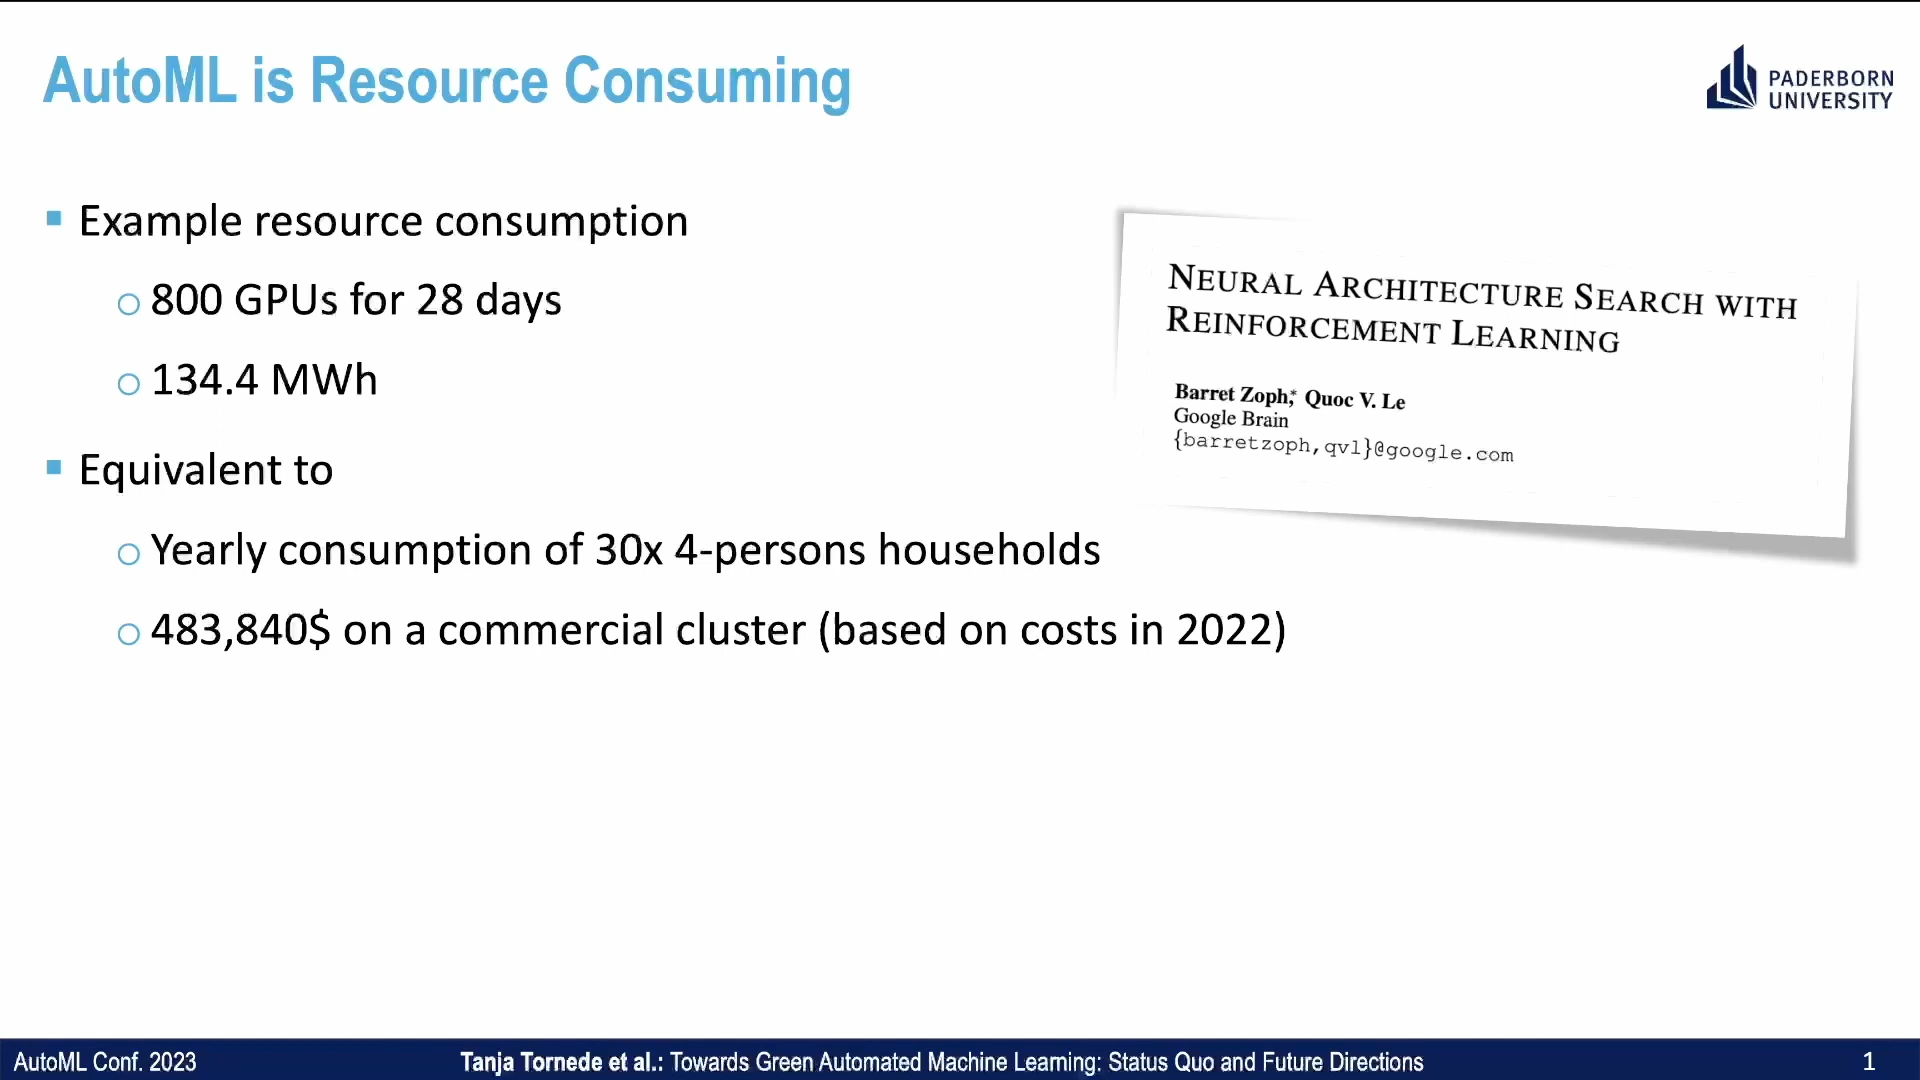 AutoML is Resource Consuming
PADERBORN
UNIVERSITY
Example resource consumption
800 GPUs for 28 days
134.4 MWh
Equivalent to
Yearly consumption of 30x 4-persons households
483,840$ on a commercial cluster (based on costs in 2022)
NEURAL ARCHITECTURE SEARCH WITH
REINFORCEMENT LEARNING
Barret Zoph,* Quoc V. Le
Google Brain
{barretzoph,qvl}@google.com
AutoML Conf. 2023
Tanja Tornede et al.: Towards Green Automated Machine Learning: Status Quo and Future Directions
1